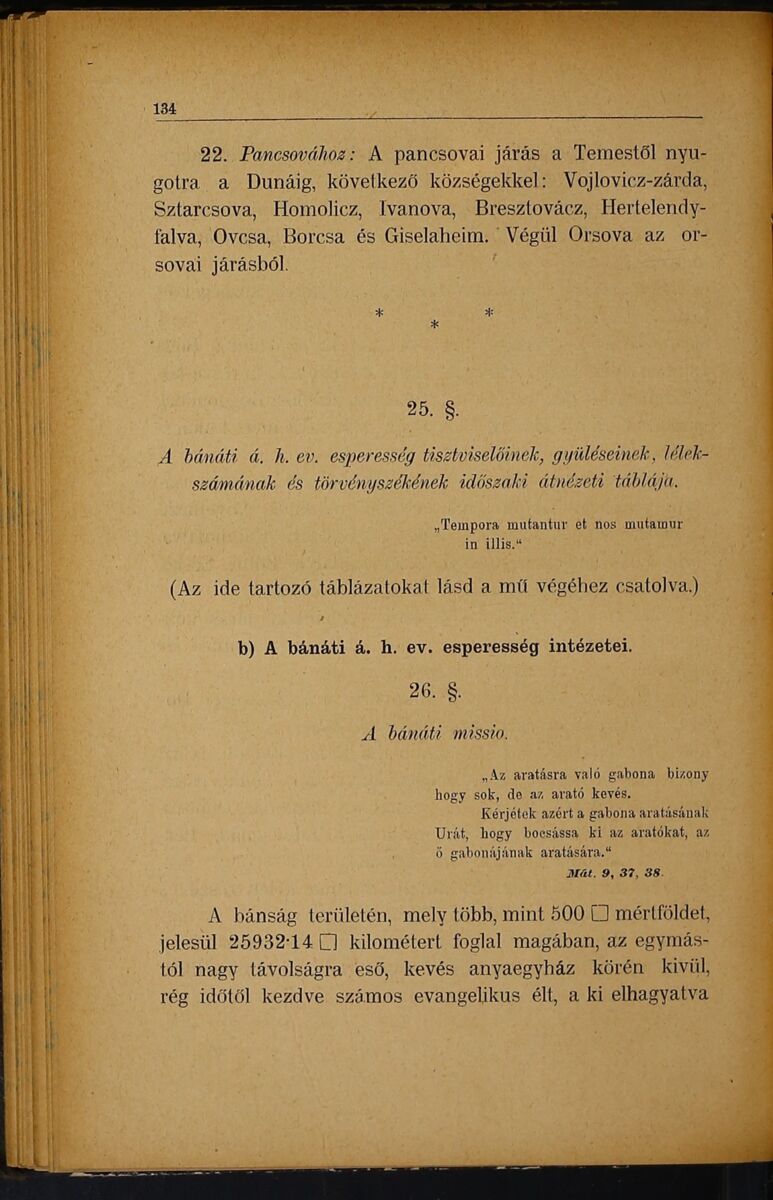 134
22. Pancsovához: A pancsovai járás a Temestől nyu-
gotra a Dunáig, következő községekkel: Vojlovicz-zárda,
Sztarcsova, Homolicz, Ivanova, Bresztovácz, Hertelendy-
falva, Ovcsa, Borcsa és Giselaheim. Végül Orsova az or-
sovai járásból.
* *
*
25. §.
A bánáti á. h. ev. esperesség tisztviselőinek, gyüléseinek, lélek-
számának és törvényszékének időszaki átnézeti táblája.
„Tempora mutantur et nos mutamur
in illis.“
(Az ide tartozó táblázatokat lásd a mű végéhez csatolva.)
b) A bánáti á. h. ev. esperesség intézetei.
26. §.
A bánáti missio.
„Az aratásra való gabona bizony
hogy sok, de az arató kevés.
Kérjétek azért a gabona aratásának
Urát, hogy bocsássa ki az aratókat, az
ő gabonájának aratására.“
Mát. 9, 37, 38.
A bánság területén, mely több, mint 500 □ mértföldet,
jelesül 25932·14 □ kilométert foglal magában, az egymás-
tól nagy távolságra eső, kevés anyaegyház körén kivül,
rég időtől kezdve számos evangelikus élt, a ki elhagyatva